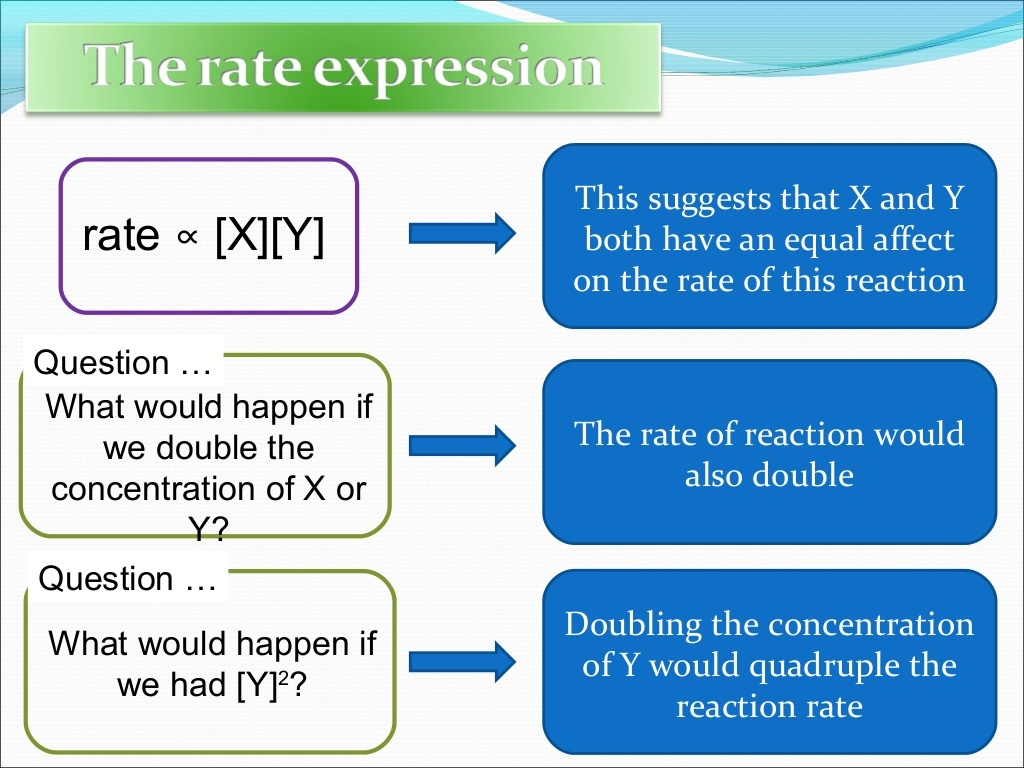 The rate expression
rate ∝ [X][Y]
This suggests that X and Y
both have an equal affect
on the rate of this reaction
Question …
What would happen if
we double the
concentration of X or
Y?
The rate of reaction would
also double
Question …
What would happen if
we had [Y]²?
Doubling the concentration
of Y would quadruple the
reaction rate